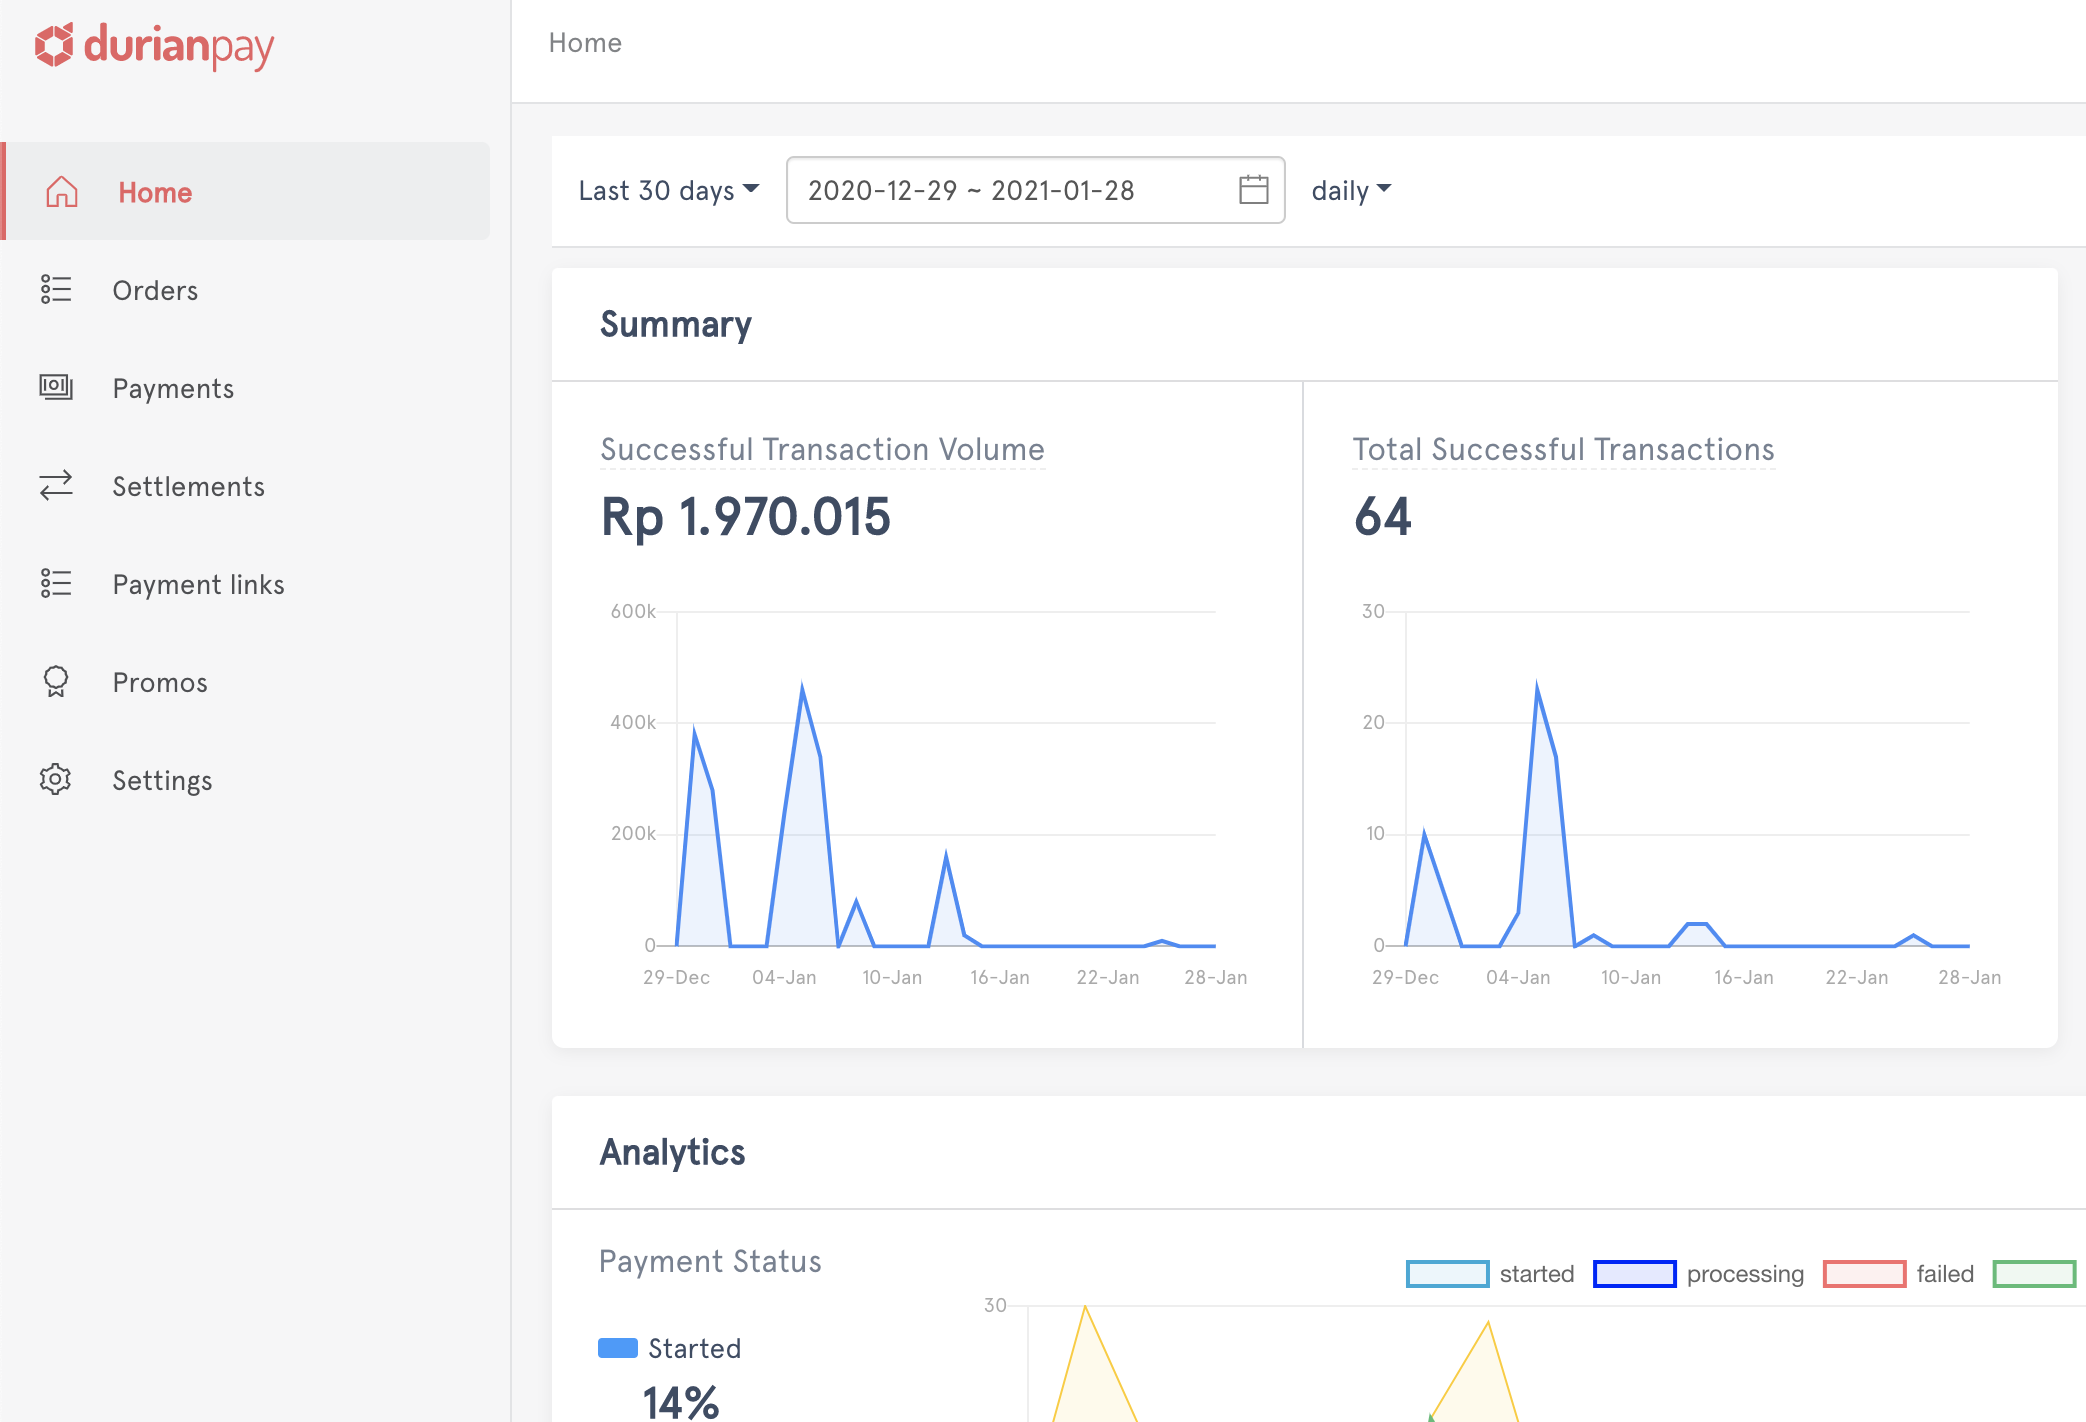 durianpay
Home
Home
Orders
Payments
Settlements
Payment links
Promos
Settings
Last 30 days
2020-12-29 ~ 2021-01-28
daily
Summary
Successful Transaction Volume
Rp 1.970.015
600k
400k
200k
0
29-Dec 04-Jan 10-Jan 16-Jan 22-Jan 28-Jan
Total Successful Transactions
64
30
20
10
0
29-Dec 04-Jan 10-Jan 16-Jan 22-Jan 28-Jan
Analytics
Payment Status
started processing failed
30
Started
14%